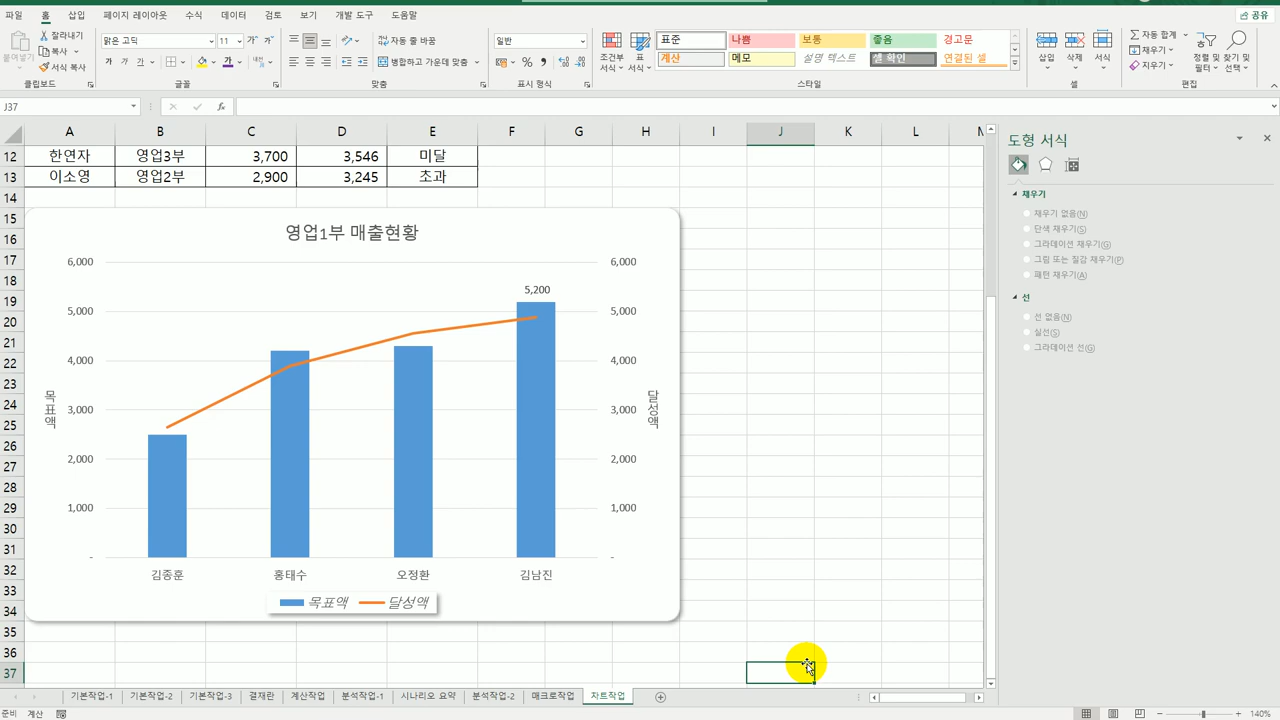 파일 홈 삽입 페이지 레이아웃 수식 데이터 검토 보기 개발 도구 도움말 공유
잘라내기
복사
서식 복사
붙여넣기
클립보드
맑은 고딕 11
가 가 가
글꼴
자동 줄 바꿈
병합하고 가운데 맞춤
맞춤
일반
표시 형식
조건부 서식
표 서식
표준 나쁨 보통 좋음 경고문
계산 메모 설명 텍스트 셀 확인 연결된 셀
스타일
삽입 삭제 서식
셀
자동 합계
채우기
지우기
정렬 및 필터
찾기 및 선택
편집
J37 fx
A B C D E F G H I J K L
12 한연자 영업3부 3,700 3,546 미달
13 이소영 영업2부 2,900 3,245 초과
14
15
16
17
18
19
20
21
22
23
24
25
26
27
28
29
30
31
32
33
34
35
36
37
영업1부 매출현황
6,000 6,000
5,200
5,000 5,000
4,000 4,000
목표액 달성액
3,000 3,000
2,000 2,000
1,000 1,000
- -
김종훈 홍태수 오정환 김남진
목표액 달성액
도형 서식
채우기
채우기 없음(N)
단색 채우기(S)
그라데이션 채우기(G)
그림 또는 질감 채우기(P)
패턴 채우기(A)
선
선 없음(N)
실선(S)
그라데이션 선(G)
기본작업-1 기본작업-2 기본작업-3 결재란 계산작업 분석작업-1 시나리오 요약 분석작업-2 매크로작업 차트작업
준비 계산 140%